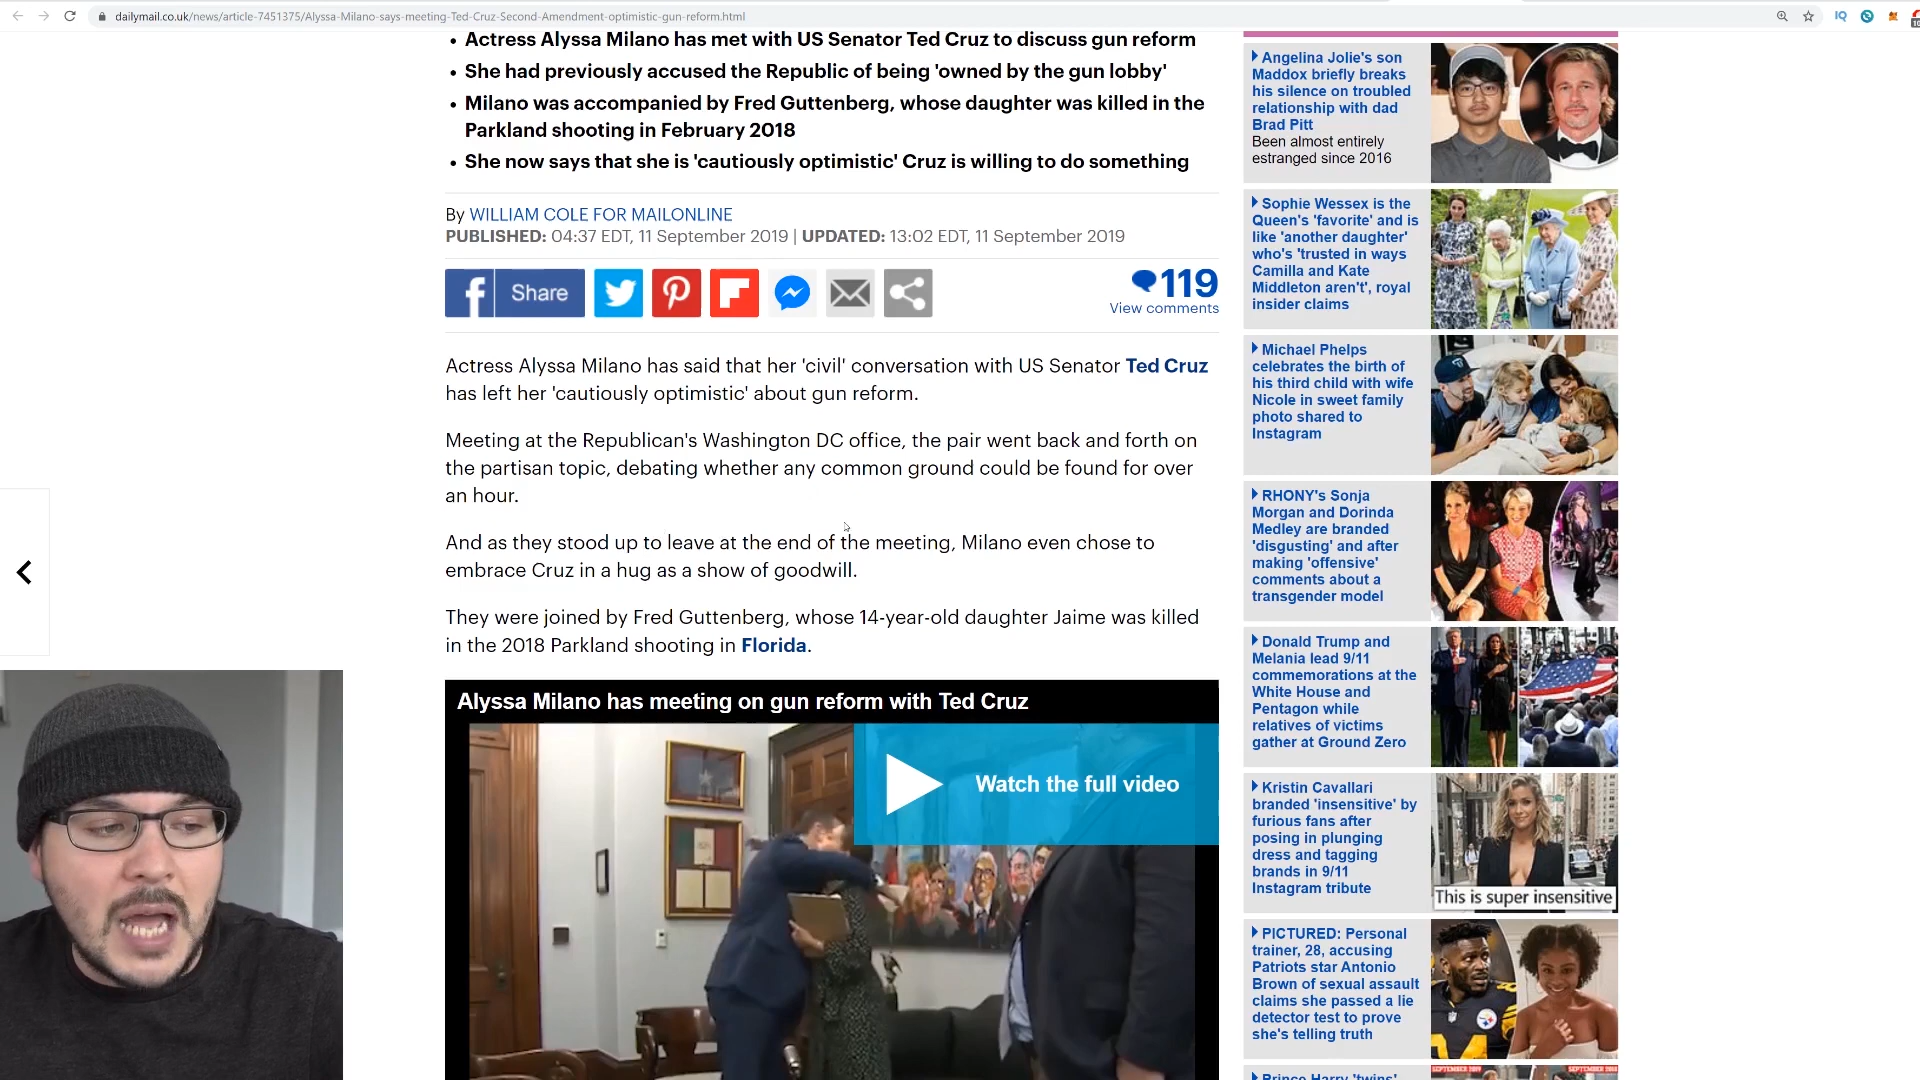 dailymail.co.uk/news/article-7451375/Alyssa-Milano-says-meeting-Ted-Cruz-Second-Amendment-optimistic-gun-reform.html
IQ
• Actress Alyssa Milano has met with US Senator Ted Cruz to discuss gun reform
• She had previously accused the Republic of being 'owned by the gun lobby'
• Milano was accompanied by Fred Guttenberg, whose daughter was killed in the
Parkland shooting in February 2018
• She now says that she is 'cautiously optimistic' Cruz is willing to do something
By WILLIAM COLE FOR MAILONLINE
PUBLISHED: 04:37 EDT, 11 September 2019 | UPDATED: 13:02 EDT, 11 September 2019
f Share
119
View comments
Actress Alyssa Milano has said that her 'civil' conversation with US Senator Ted Cruz
has left her 'cautiously optimistic' about gun reform.
Meeting at the Republican's Washington DC office, the pair went back and forth on
the partisan topic, debating whether any common ground could be found for over
an hour.
And as they stood up to leave at the end of the meeting, Milano even chose to
embrace Cruz in a hug as a show of goodwill.
They were joined by Fred Guttenberg, whose 14-year-old daughter Jaime was killed
in the 2018 Parkland shooting in Florida.
Alyssa Milano has meeting on gun reform with Ted Cruz
Watch the full video
Angelina Jolie's son
Maddox briefly breaks
his silence on troubled
relationship with dad
Brad Pitt
Been almost entirely
estranged since 2016
Sophie Wessex is the
Queen's 'favorite' and is
like 'another daughter'
who's 'trusted in ways
Camilla and Kate
Middleton aren't', royal
insider claims
Michael Phelps
celebrates the birth of
his third child with wife
Nicole in sweet family
photo shared to
Instagram
RHONY's Sonja
Morgan and Dorinda
Medley are branded
'disgusting' and after
making 'offensive'
comments about a
transgender model
Donald Trump and
Melania lead 9/11
commemorations at the
White House and
Pentagon while
relatives of victims
gather at Ground Zero
Kristin Cavallari
branded 'insensitive' by
furious fans after
posing in plunging
dress and tagging
brands in 9/11
Instagram tribute
This is super insensitive
PICTURED: Personal
trainer, 28, accusing
Patriots star Antonio
Brown of sexual assault
claims she passed a lie
detector test to prove
she's telling truth
Prince Harry 'twins'
SEPTEMBER 2019